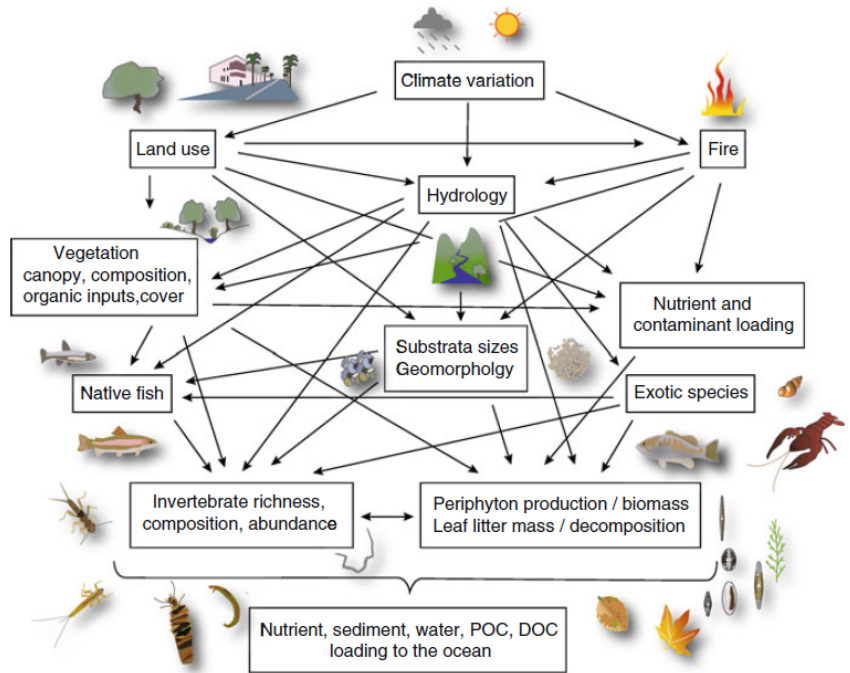 Climate variation
Land use
Fire
Hydrology
Vegetation
canopy, composition,
organic inputs,cover
Nutrient and
contaminant loading
Substrata sizes
Geomorpholgy
Native fish
Exotic species
Invertebrate richness,
composition, abundance
Periphyton production / biomass
Leaf litter mass / decomposition
Nutrient, sediment, water, POC, DOC
loading to the ocean